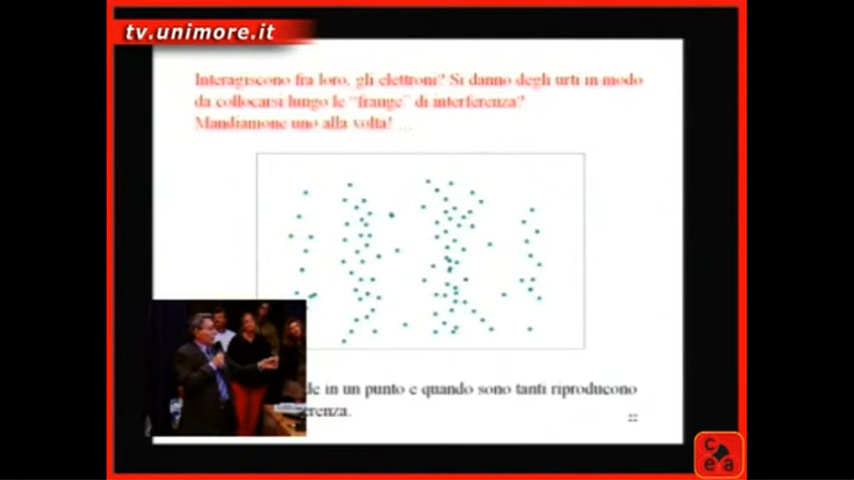 tv.unimore.it
Interagiscono fra loro, gli elettroni? Si danno degli urti in modo
da collocarsi lungo le "frange" di interferenza?
Mandiamone uno alla volta! ...
de in un punto e quando sono tanti riproducono
erenza.
22
c
e a